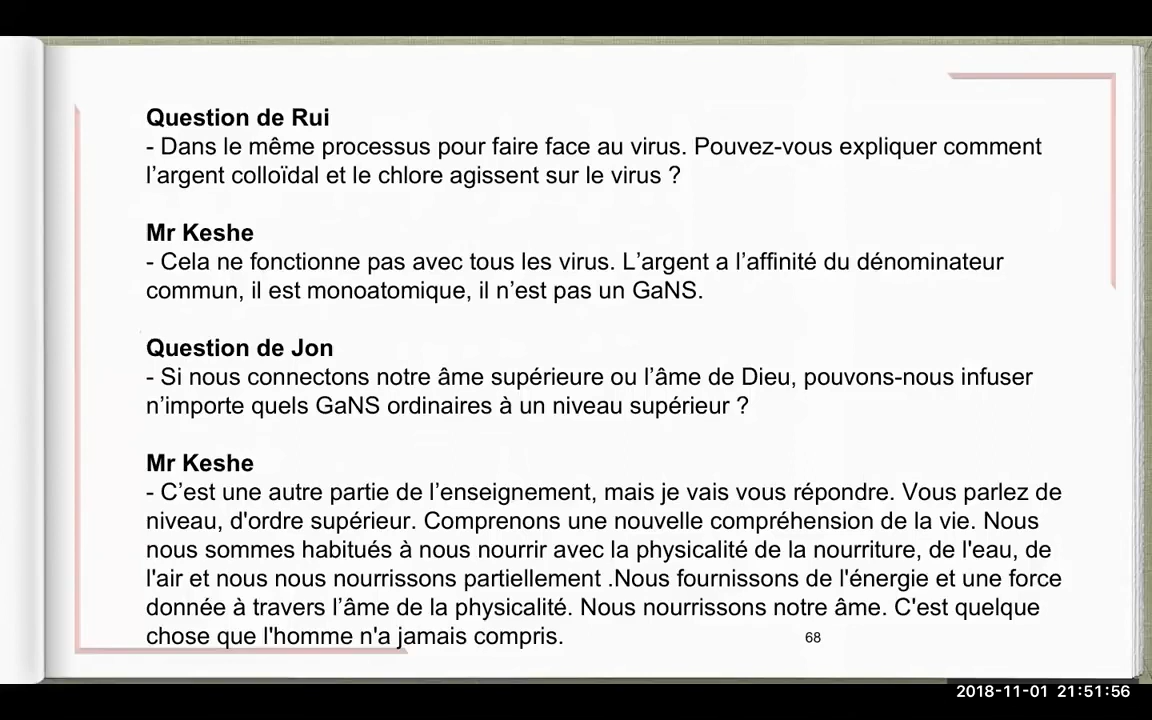 Question de Rui
- Dans le même processus pour faire face au virus. Pouvez-vous expliquer comment
l’argent colloïdal et le chlore agissent sur le virus ?
Mr Keshe
- Cela ne fonctionne pas avec tous les virus. L’argent a l’affinité du dénominateur
commun, il est monoatomique, il n’est pas un GaNS.
Question de Jon
- Si nous connectons notre âme supérieure ou l’âme de Dieu, pouvons-nous infuser
n’importe quels GaNS ordinaires à un niveau supérieur ?
Mr Keshe
- C’est une autre partie de l’enseignement, mais je vais vous répondre. Vous parlez de
niveau, d'ordre supérieur. Comprenons une nouvelle compréhension de la vie. Nous
nous sommes habitués à nous nourrir avec la physicalité de la nourriture, de l'eau, de
l'air et nous nous nourrissons partiellement .Nous fournissons de l'énergie et une force
donnée à travers l’âme de la physicalité. Nous nourrissons notre âme. C'est quelque
chose que l'homme n'a jamais compris.
68
2018-11-01 21:51:56